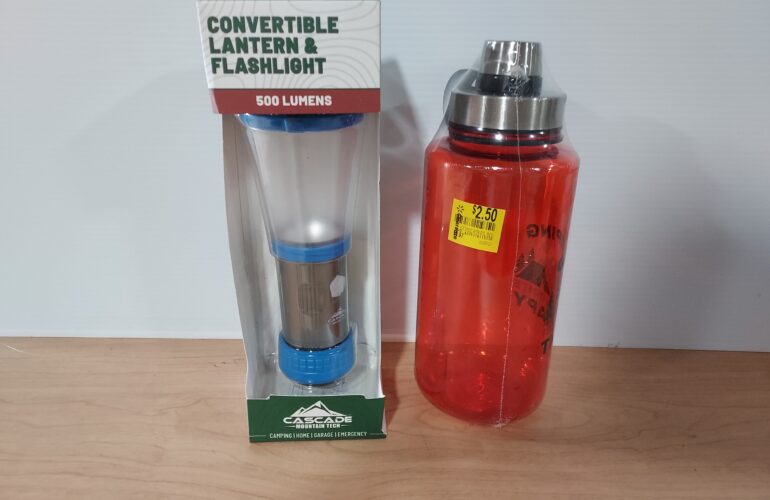 CONVERTIBLE
LANTERN &
FLASHLIGHT
500 LUMENS
CASCADE
MOUNTAIN TECH
CAMPING | HOME | GARAGE | EMERGENCY
$2.50